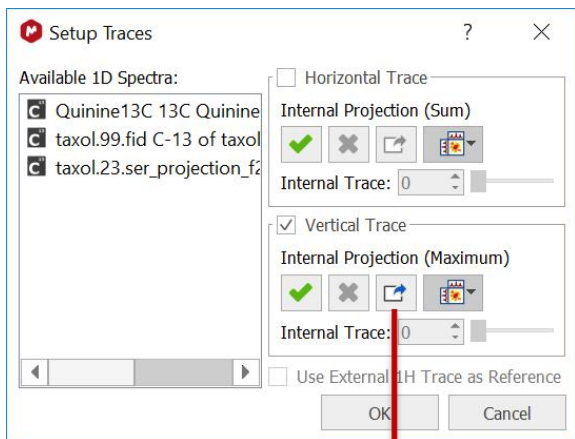 Setup Traces
?
Available 1D Spectra:
Quinine13C 13C Quinine
taxol.99.fid C-13 of taxol
taxol.23.ser_projection_f2
Horizontal Trace
Internal Projection (Sum)
Internal Trace: 0
Vertical Trace
Internal Projection (Maximum)
Internal Trace: 0
Use External 1H Trace as Reference
OK
Cancel